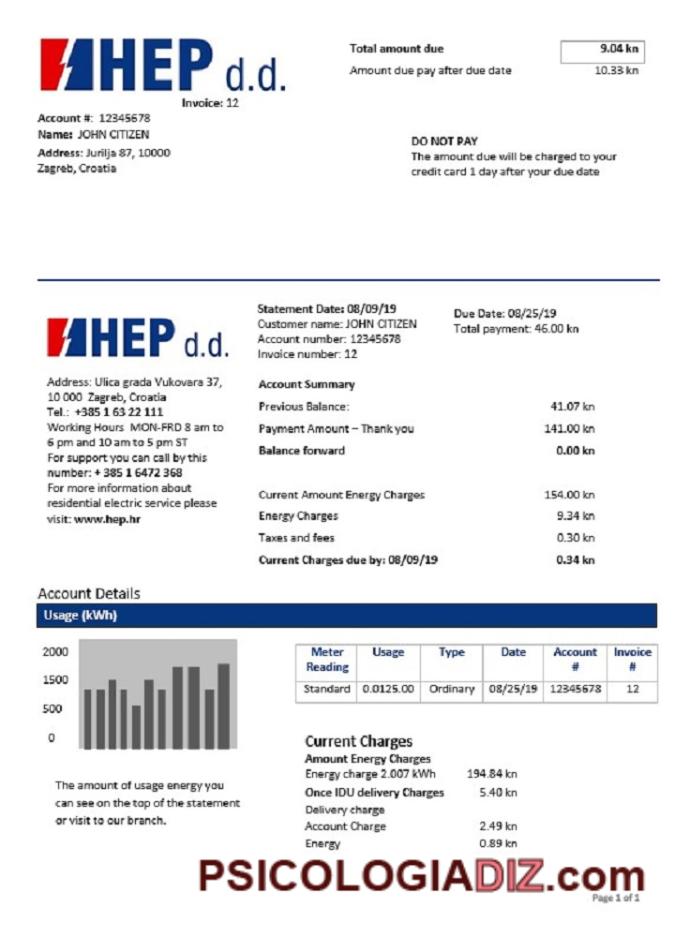 HEP d.d.
Invoice: 12
Account #: 12345678
Name: JOHN CITIZEN
Address: Jurilja 87, 10000
Zagreb, Croatia
Total amount due 9.04 kn
Amount due pay after due date 10.33 kn
DO NOT PAY
The amount due will be charged to your
credit card 1 day after your due date
HEP d.d.
Address: Ulica grada Vukovara 37,
10 000 Zagreb, Croatia
Tel.: +385 1 63 22 111
Working Hours MON-FRD 8 am to
6 pm and 10 am to 5 pm ST
For support you can call by this
number: + 385 1 6472 368
For more information about
residential electric service please
visit: www.hep.hr
Statement Date: 08/09/19
Customer name: JOHN CITIZEN
Account number: 12345678
Invoice number: 12
Due Date: 08/25/19
Total payment: 46.00 kn
Account Summary
Previous Balance: 41.07 kn
Payment Amount – Thank you 141.00 kn
Balance forward 0.00 kn
Current Amount Energy Charges 154.00 kn
Energy Charges 9.34 kn
Taxes and fees 0.30 kn
Current Charges due by: 08/09/19 0.34 kn
Account Details
Usage (kWh)
2000
1500
500
0
The amount of usage energy you
can see on the top of the statement
or visit to our branch.
Meter Reading Usage Type Date Account # Invoice #
Standard 0.0125.00 Ordinary 08/25/19 12345678 12
Current Charges
Amount Energy Charges
Energy charge 2.007 kWh 194.84 kn
Once IDU delivery Charges 5.40 kn
Delivery charge
Account Charge 2.49 kn
Energy 0.89 kn
PSICOLOGIADIZ.com
Page 1 of 1